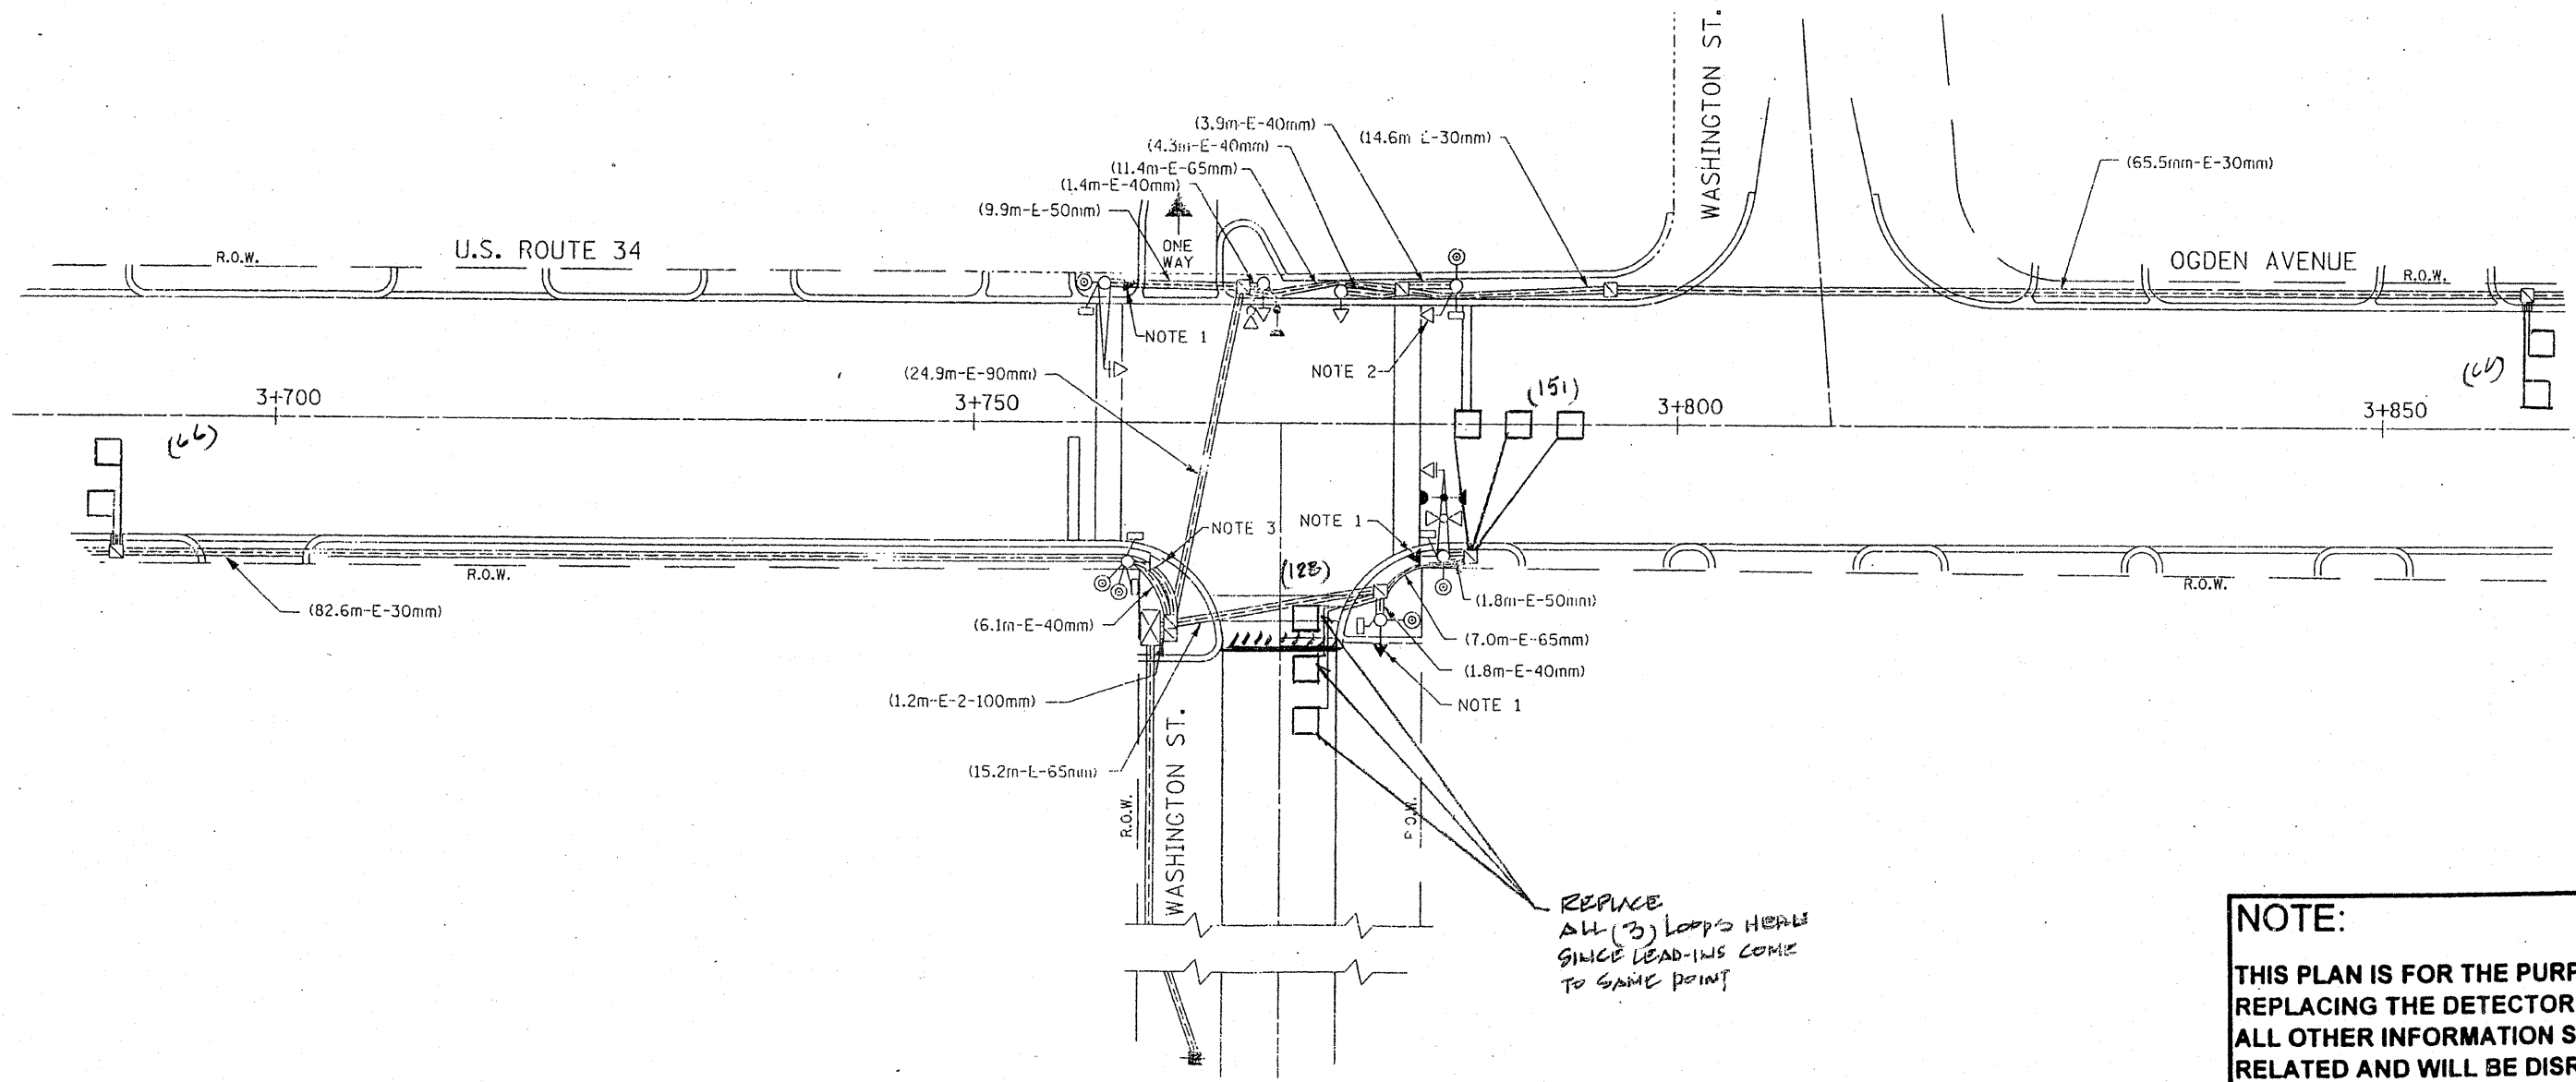 WASHINGTON ST.
(3.9m-E-40mm)
(14.6m E-30mm)
(4.3m-E-40mm)
(11.4m-E-65mm)
(1.4m-E-40mm)
(9.9m-E-50mm)
(65.5mm-E-30mm)
ONE
WAY
R.O.W.
U.S. ROUTE 34
OGDEN AVENUE
R.O.W.
NOTE 1
NOTE 2
(24.9m-E-90mm)
3+700
3+750
(151)
3+800
3+850
(66)
NOTE 3
NOTE 1
R.O.W.
(128)
R.O.W.
(82.6m-E-30mm)
(6.1m-E-40mm)
(1.8m-E-50mm)
(7.0m-E-65mm)
(1.8m-E-40mm)
(1.2m-E-2-100mm)
NOTE 1
(15.2m-E-65mm)
R.O.W.
WASHINGTON ST.
R.O.W.
REPLACE
ALL (3) LOOPS HERE
SINCE LEAD-INS COME
TO SAME POINT
NOTE:
THIS PLAN IS FOR THE PURP
REPLACING THE DETECTOR
ALL OTHER INFORMATION S
RELATED AND WILL BE DISR